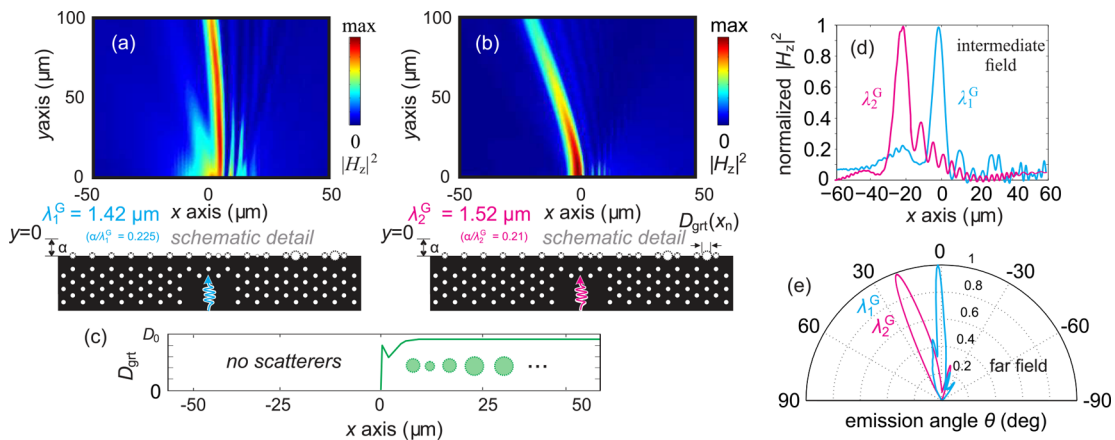 (a)
100
50
0
yaxis (µm)
-50
0
50
x axis (µm)
max
0
|Hz|²
(b)
100
50
0
yaxis (µm)
-50
0
50
x axis (µm)
max
0
|Hz|²
λ₁ᴳ = 1.42 µm
(α/λ₁ᴳ = 0.225)
y=0
α
schematic detail
λ₂ᴳ = 1.52 µm
(α/λ₂ᴳ = 0.21)
y=0
α
schematic detail
Dgrt(xn)
(c)
D₀
Dgrt
0
no scatterers
...
-50
-25
0
25
50
x axis (µm)
(d)
1
0.8
0.6
0.4
0.2
0
normalized |Hz|²
intermediate
field
λ₂ᴳ
λ₁ᴳ
-60
-40
-20
0
20
40
60
x axis (µm)
(e)
90
60
30
0
-30
-60
-90
1
0.8
0.6
0.4
0.2
λ₁ᴳ
λ₂ᴳ
far field
emission angle θ (deg)